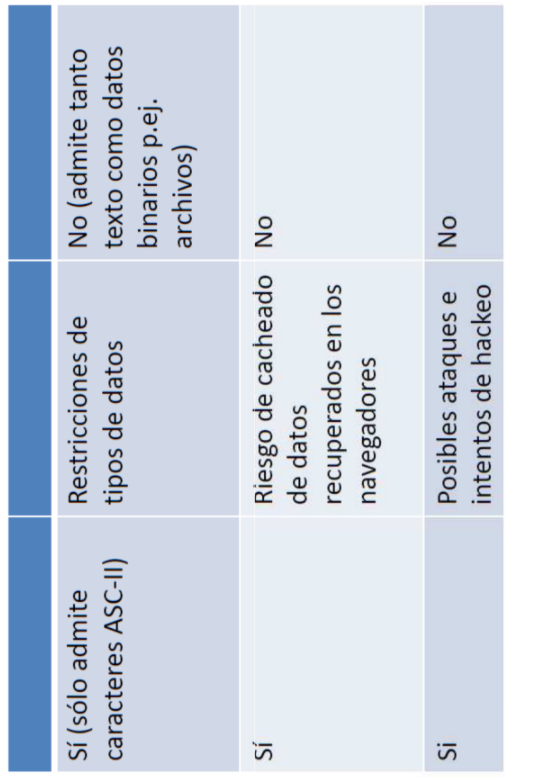 Sí (sólo admite
caracteres ASC-II)
Restricciones de
tipos de datos
No (admite tanto
texto como datos
binarios p.ej.
archivos)
Sí
Riesgo de cacheado
de datos
recuperados en los
navegadores
No
Si
Posibles ataques e
intentos de hackeo
No